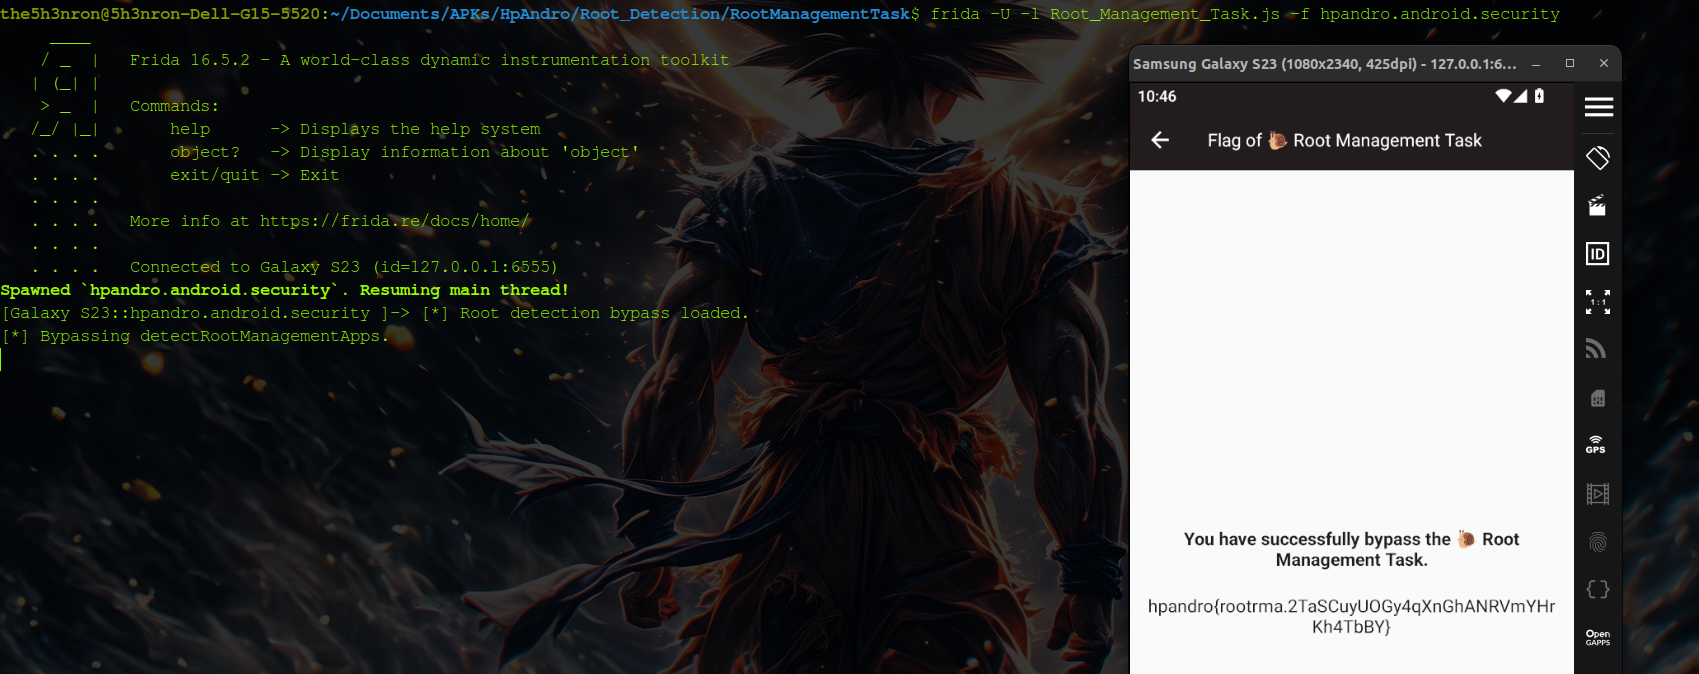 the5h3nron@5h3nron-Dell-G15-5520:~/Documents/APKs/HpAndro/Root_Detection/RootManagementTask$ frida -U -l Root_Management_Task.js -f hpandro.android.security
     ____
    / _  |   Frida 16.5.2 - A world-class dynamic instrumentation toolkit
   | (_| |
    > _  |   Commands:
   /_/ |_|       help      -> Displays the help system
   . . . .       object?   -> Display information about 'object'
   . . . .       exit/quit -> Exit
   . . . .
   . . . .   More info at https://frida.re/docs/home/
   . . . .
   . . . .   Connected to Galaxy S23 (id=127.0.0.1:6555)
Spawned `hpandro.android.security`. Resuming main thread!
[Galaxy S23::hpandro.android.security ]-> [*] Root detection bypass loaded.
[*] Bypassing detectRootManagementApps.
Samsung Galaxy S23 (1080x2340, 425dpi) - 127.0.0.1:6...
10:46
Flag of 🐌 Root Management Task
You have successfully bypass the 🐌 Root
Management Task.
hpandro{rootrma.2TaSCuyUOGy4qXnGhANRVmYHr
Kh4TbBY}
ID
1:1
GPS
Open
GAPPS